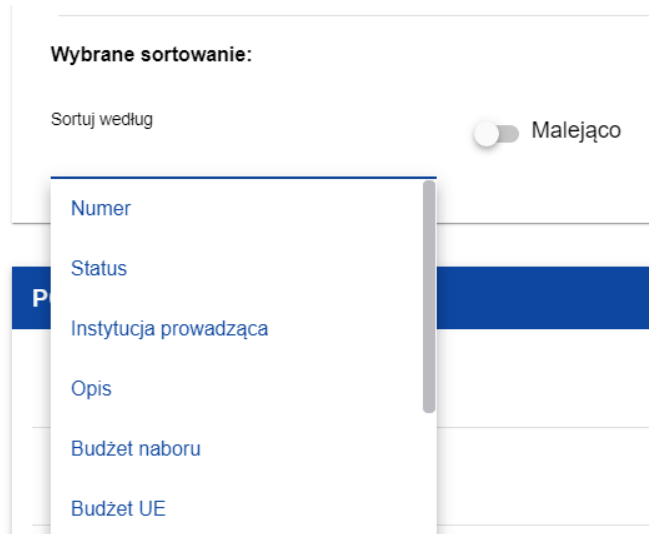 Wybrane sortowanie:
Sortuj według
Malejąco
Numer
Status
Instytucja prowadząca
Opis
Budżet naboru
Budżet UE